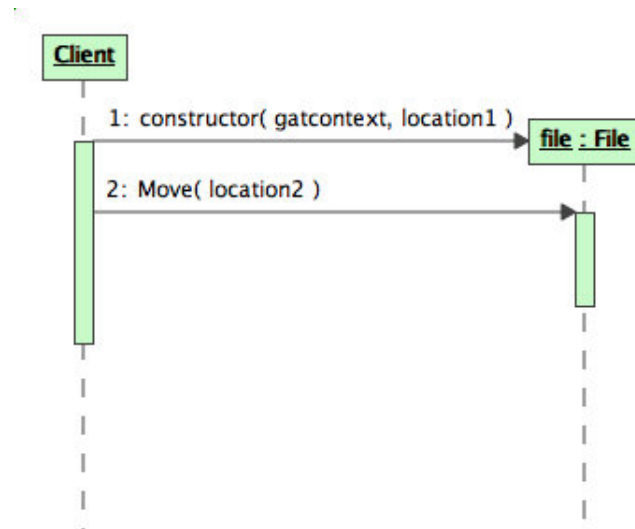 Client
1: constructor( gatcontext, location1 )
file : File
2: Move( location2 )